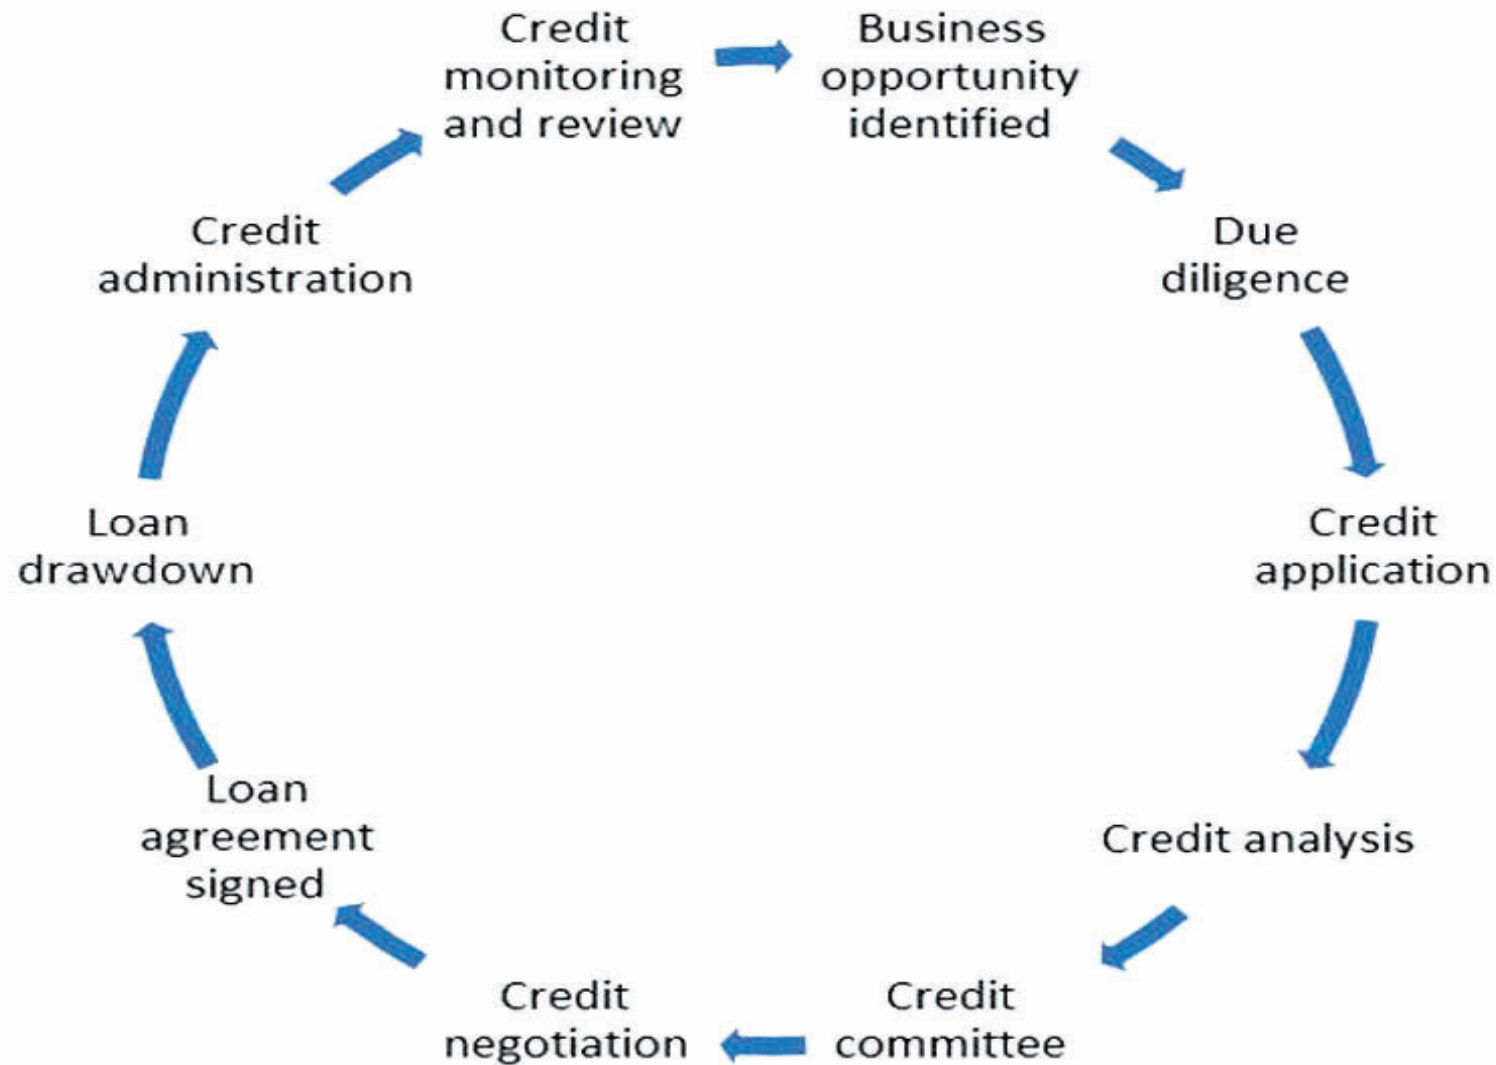 Credit
monitoring
and review
Business
opportunity
identified
Due
diligence
Credit
application
Credit analysis
Credit
committee
Credit
negotiation
Loan
agreement
signed
Loan
drawdown
Credit
administration